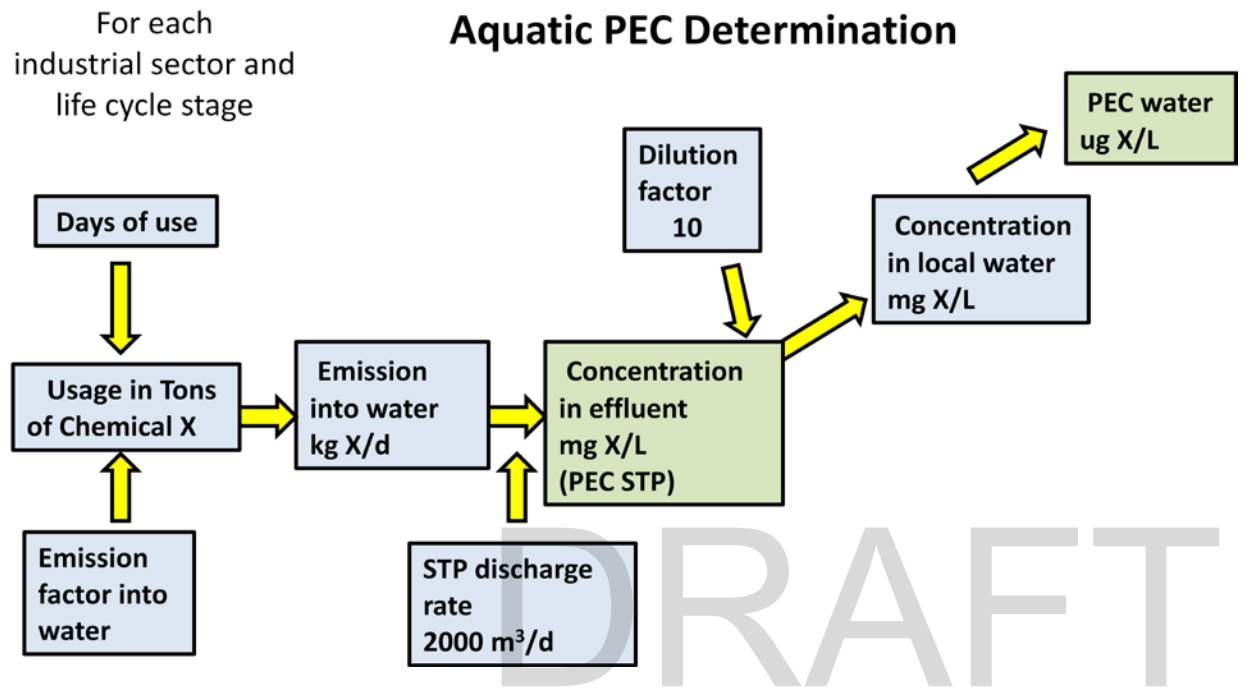 For each
industrial sector and
life cycle stage
Aquatic PEC Determination
PEC water
ug X/L
Dilution
factor
10
Concentration
in local water
mg X/L
Days of use
Usage in Tons
of Chemical X
Emission
into water
kg X/d
Concentration
in effluent
mg X/L
(PEC STP)
Emission
factor into
water
STP discharge
rate
2000 m³/d
DRAFT